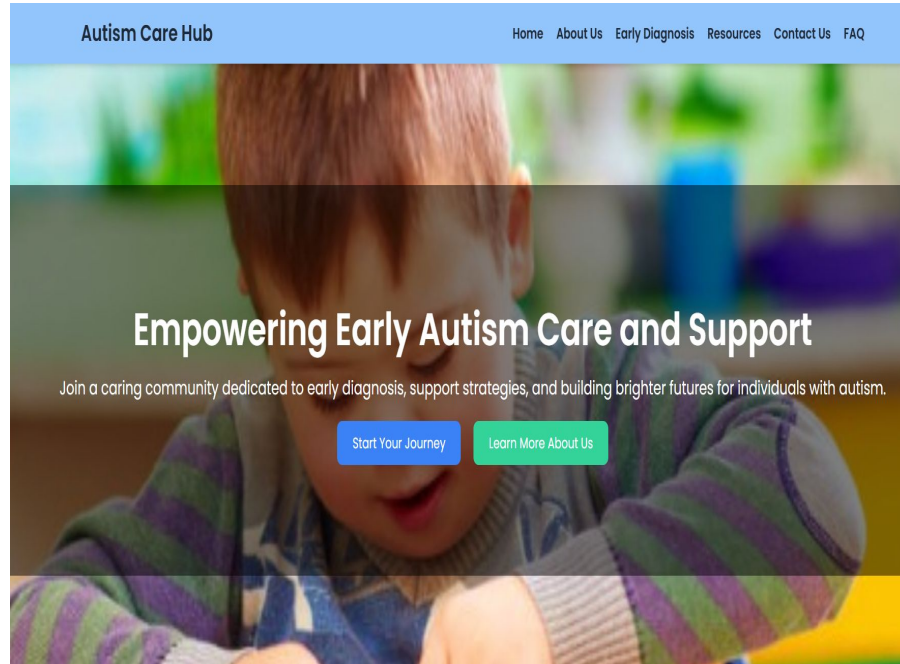 Autism Care Hub
Home About Us Early Diagnosis Resources Contact Us FAQ
Empowering Early Autism Care and Support
Join a caring community dedicated to early diagnosis, support strategies, and building brighter futures for individuals with autism.
Start Your Journey Learn More About Us